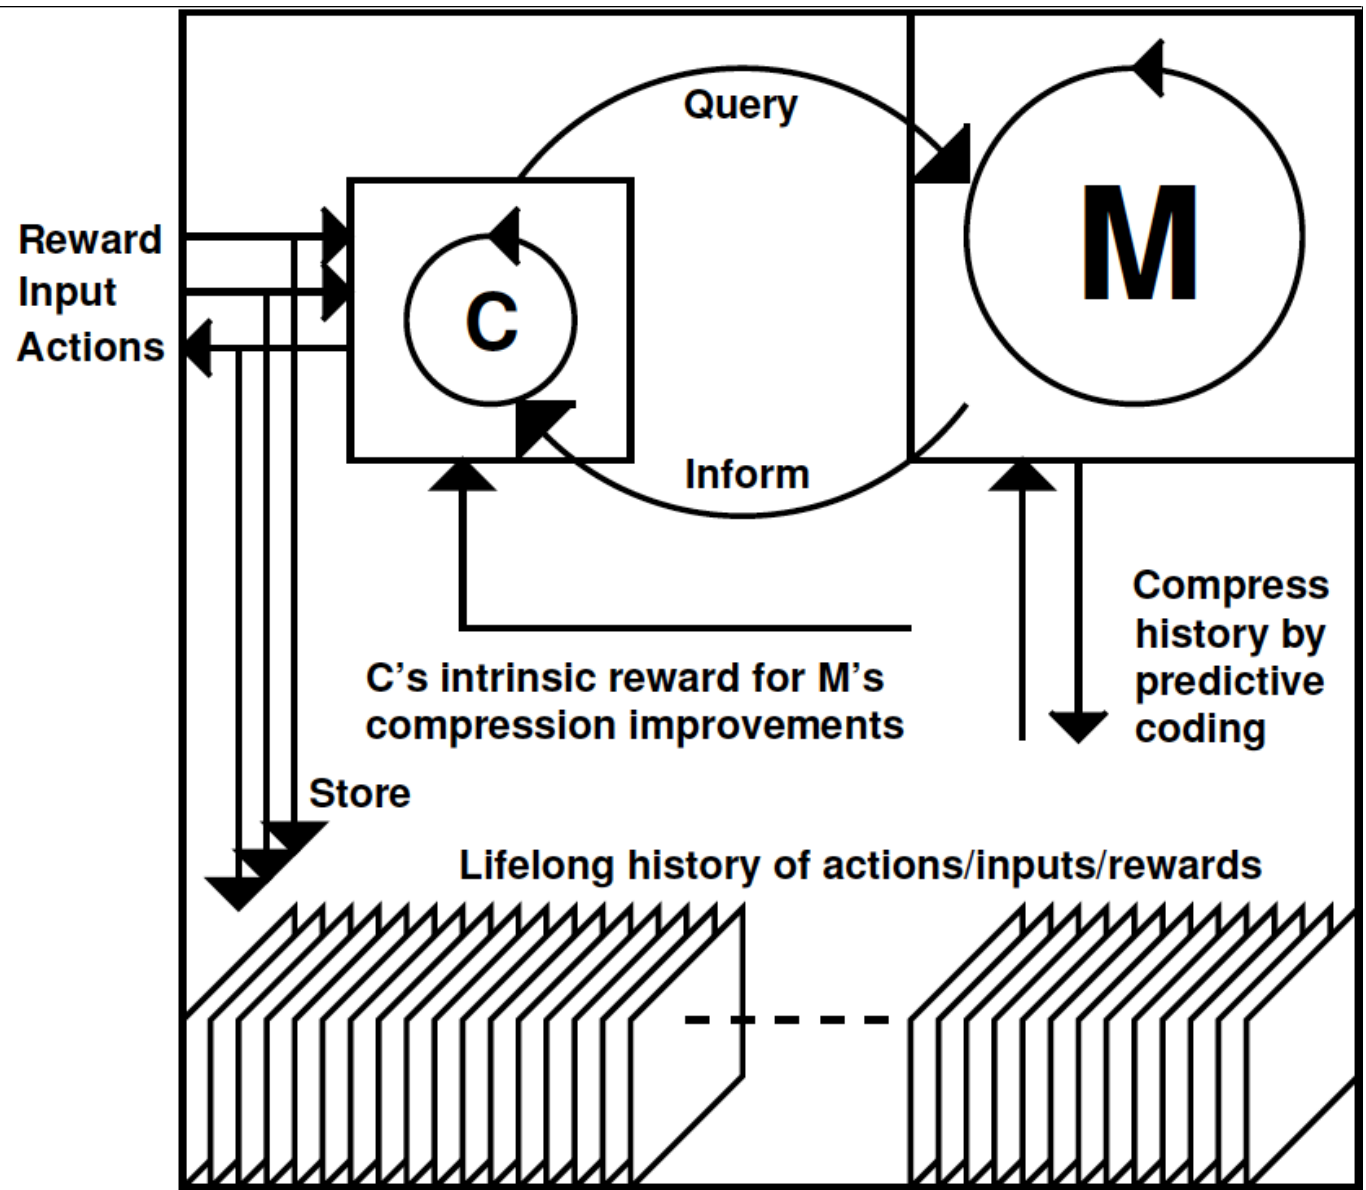 Query
M
Reward
Input
Actions
C
Inform
Compress
history by
predictive
coding
C’s intrinsic reward for M’s
compression improvements
Store
Lifelong history of actions/inputs/rewards